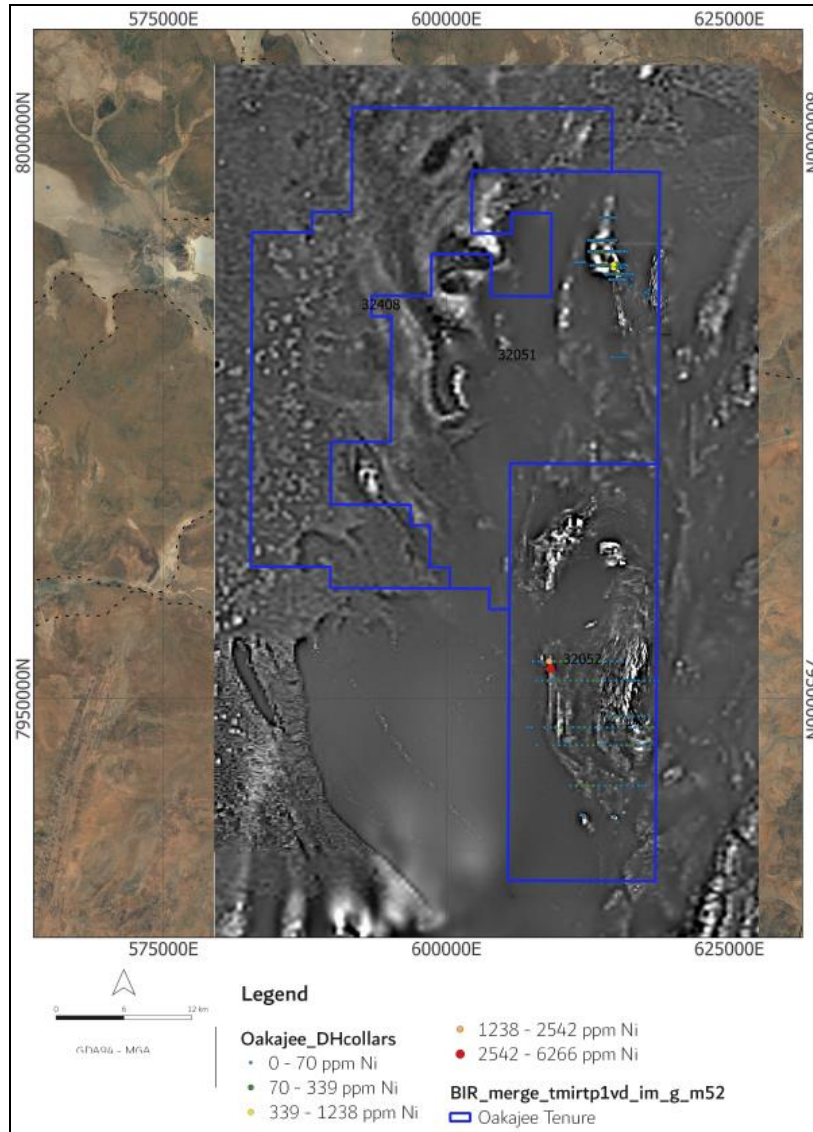 575000E 600000E 625000E
8000000N 8000000N
32408
32051
32052
7950000N 7950000N
575000E 600000E 625000E
Legend
0 6 12 km
Oakajee_DHcollars
0 - 70 ppm Ni
70 - 339 ppm Ni
339 - 1238 ppm Ni
1238 - 2542 ppm Ni
2542 - 6266 ppm Ni
BIR_merge_tmirtp1vd_im_g_m52
Oakajee Tenure
GDA94 - MGA